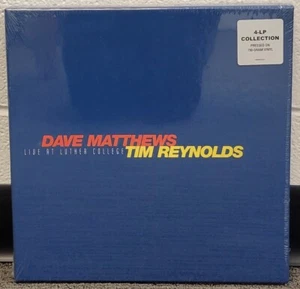 4-LP
COLLECTION
DAVE MATTHEWS
LIVE AT LUTHER COLLEGE
TIM REYNOLDS